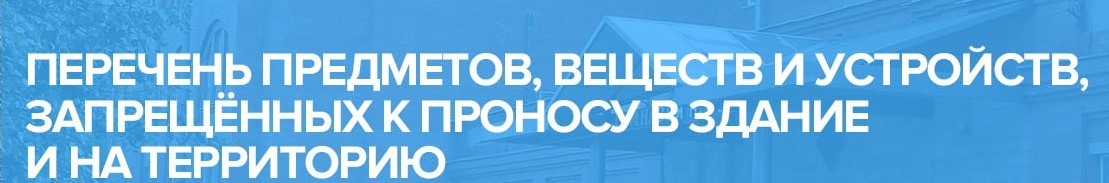 ПЕРЕЧЕНЬ ПРЕДМЕТОВ, ВЕЩЕСТВ И УСТРОЙСТВ,
ЗАПРЕЩЁННЫХ К ПРОНОСУ В ЗДАНИЕ
И НА ТЕРРИТОРИЮ